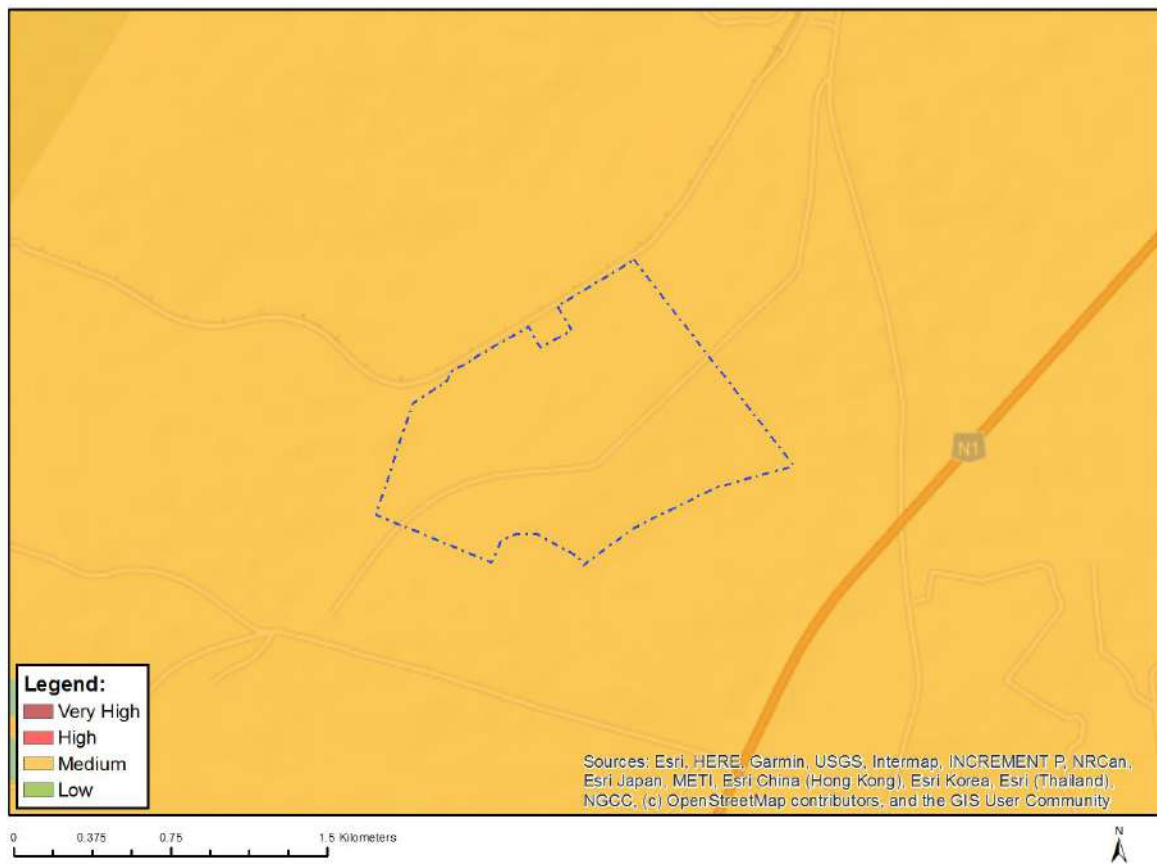 N1
Legend:
Very High
High
Medium
Low
Sources: Esri, HERE, Garmin, USGS, Intermap, INCREMENT P, NRCan,
Esri Japan, METI, Esri China (Hong Kong), Esri Korea, Esri (Thailand),
NGCC, (c) OpenStreetMap contributors, and the GIS User Community
0 0.375 0.75 1.5 Kilometers
N